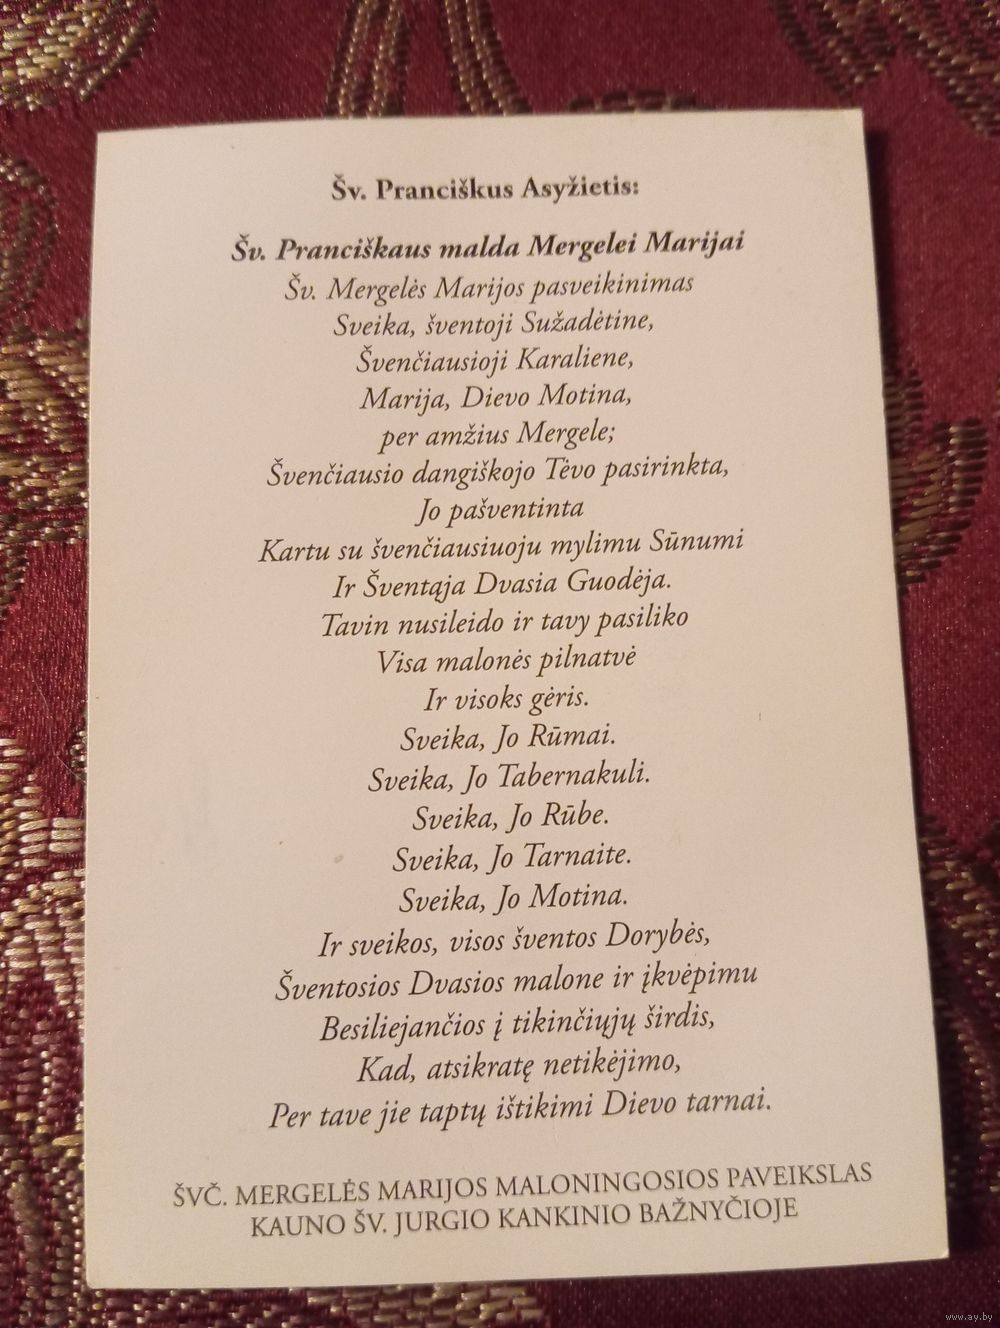 Šv. Pranciškus Asyžietis:
Šv. Pranciškaus malda Mergelei Marijai
Šv. Mergelės Marijos pasveikinimas
Sveika, šventoji Sužadėtine,
Švenčiausioji Karaliene,
Marija, Dievo Motina,
per amžius Mergele;
Švenčiausio dangiškojo Tėvo pasirinkta,
Jo pašventinta
Kartu su švenčiausiuoju mylimu Sūnumi
Ir Šventąja Dvasia Guodėja.
Tavin nusileido ir tavy pasiliko
Visa malonės pilnatvė
Ir visoks gėris.
Sveika, Jo Rūmai.
Sveika, Jo Tabernakuli.
Sveika, Jo Rūbe.
Sveika, Jo Tarnaite.
Sveika, Jo Motina.
Ir sveikos, visos šventos Dorybės,
Šventosios Dvasios malone ir įkvėpimu
Besiliejančios į tikinčiųjų širdis,
Kad, atsikratę netikėjimo,
Per tave jie taptų ištikimi Dievo tarnai.
ŠVČ. MERGELĖS MARIJOS MALONINGOSIOS PAVEIKSLAS
KAUNO ŠV. JURGIO KANKINIO BAŽNYČIOJE
www.ay.by